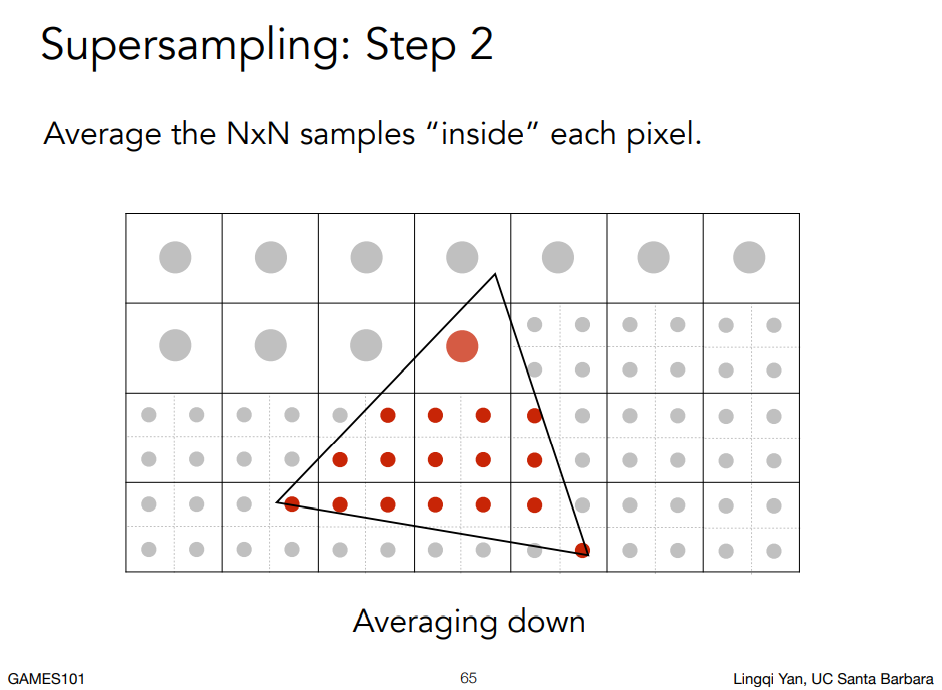 Supersampling: Step 2
Average the NxN samples “inside” each pixel.
Averaging down
GAMES101
65
Lingqi Yan, UC Santa Barbara